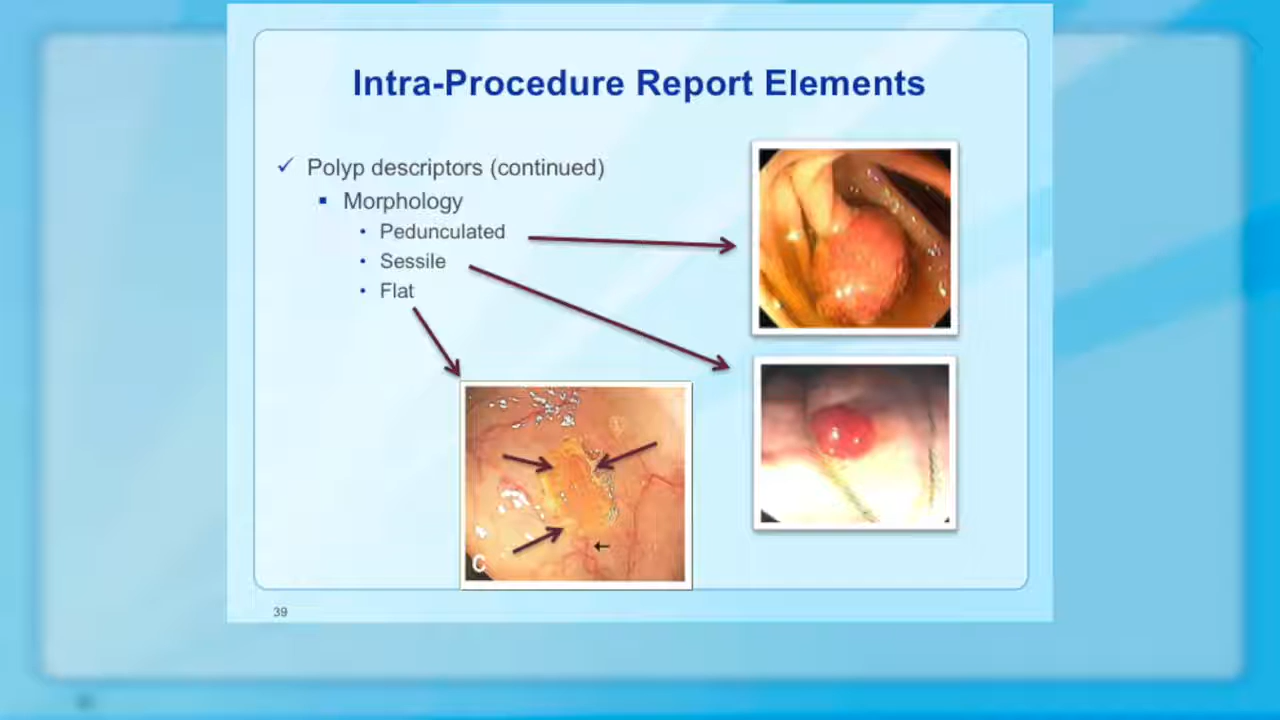 Intra-Procedure Report Elements
✓ Polyp descriptors (continued)
▪ Morphology
• Pedunculated
• Sessile
• Flat
C
39